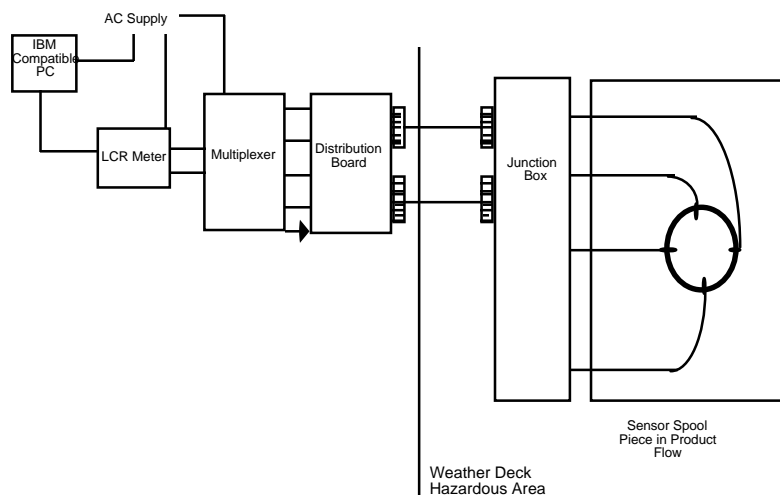 AC Supply
IBM
Compatible
PC
LCR Meter
Multiplexer
Distribution
Board
Junction
Box
Sensor Spool
Piece in Product
Flow
Weather Deck
Hazardous Area